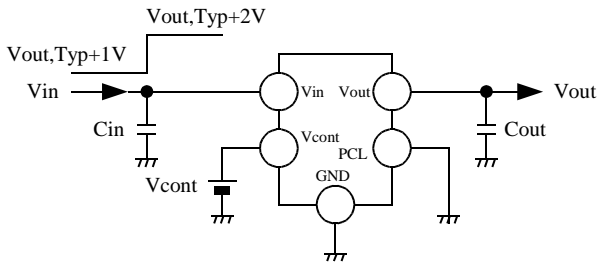 Vout,Typ+2V
Vout,Typ+1V
Vin
Vin
Vout
Vout
Cin
Vcont
PCL
Cout
Vcont
GND